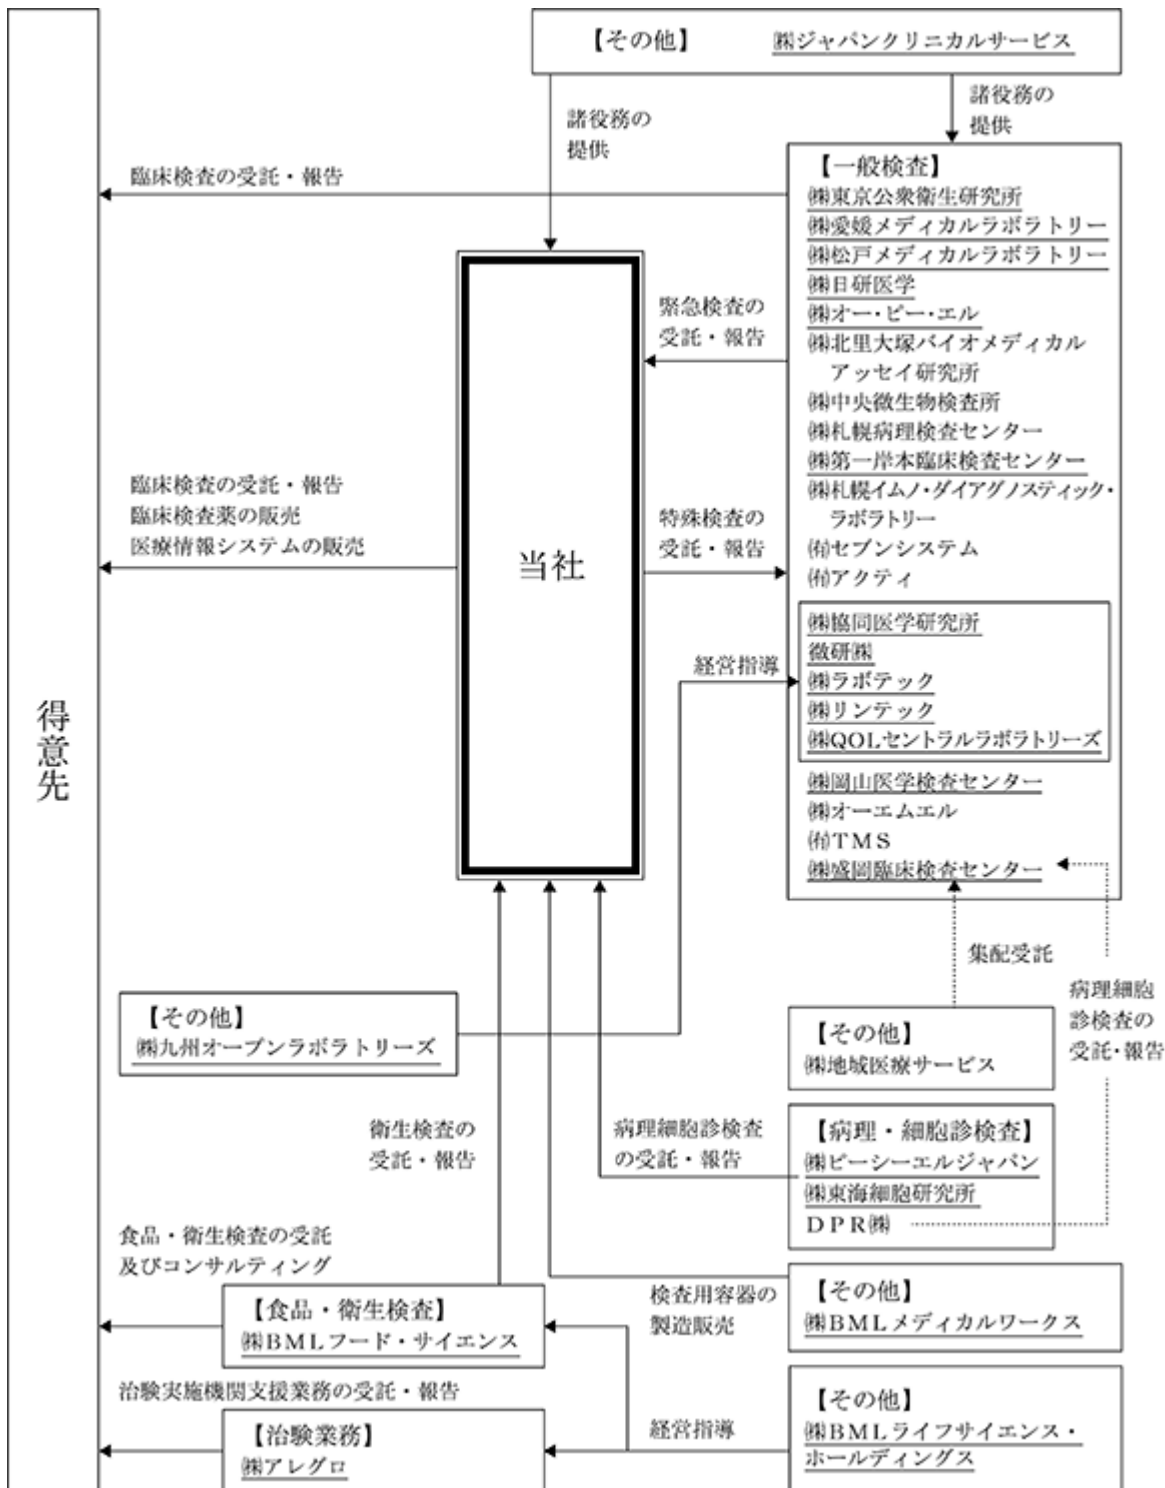 【その他】 ㈱ジャパンクリニカルサービス
諸役務の
提供
諸役務の
提供
臨床検査の受託・報告
【一般検査】
㈱東京公衆衛生研究所
㈱愛媛メディカルラボラトリー
㈱松戸メディカルラボラトリー
㈱日研医学
㈱オー・ピー・エル
㈱北里大塚バイオメディカル
アッセイ研究所
㈱中央微生物検査所
㈱札幌病理検査センター
㈱第一岸本臨床検査センター
㈱札幌イムノ・ダイアグノスティック・
ラボラトリー
㈲セブンシステム
㈲アクティ
㈱協同医学研究所
微研㈱
㈱ラボテック
㈱リンテック
㈱QOLセントラルラボラトリーズ
㈱岡山医学検査センター
㈱オーエムエル
㈲TMS
㈱盛岡臨床検査センター
緊急検査の
受託・報告
臨床検査の受託・報告
臨床検査薬の販売
医療情報システムの販売
特殊検査の
受託・報告
当社
経営指導
得意先
集配受託
病理細胞
診検査の
受託・報告
【その他】
㈱九州オープンラボラトリーズ
【その他】
㈱地域医療サービス
衛生検査の
受託・報告
病理細胞診検査
の受託・報告
【病理・細胞診検査】
㈱ピーシーエルジャパン
㈱東海細胞研究所
DPR㈱
食品・衛生検査の受託
及びコンサルティング
【食品・衛生検査】
㈱BMLフード・サイエンス
検査用容器の
製造販売
【その他】
㈱BMLメディカルワークス
治験実施機関支援業務の受託・報告
【治験業務】
㈱アレグロ
経営指導
【その他】
㈱BMLライフサイエンス・
ホールディングス